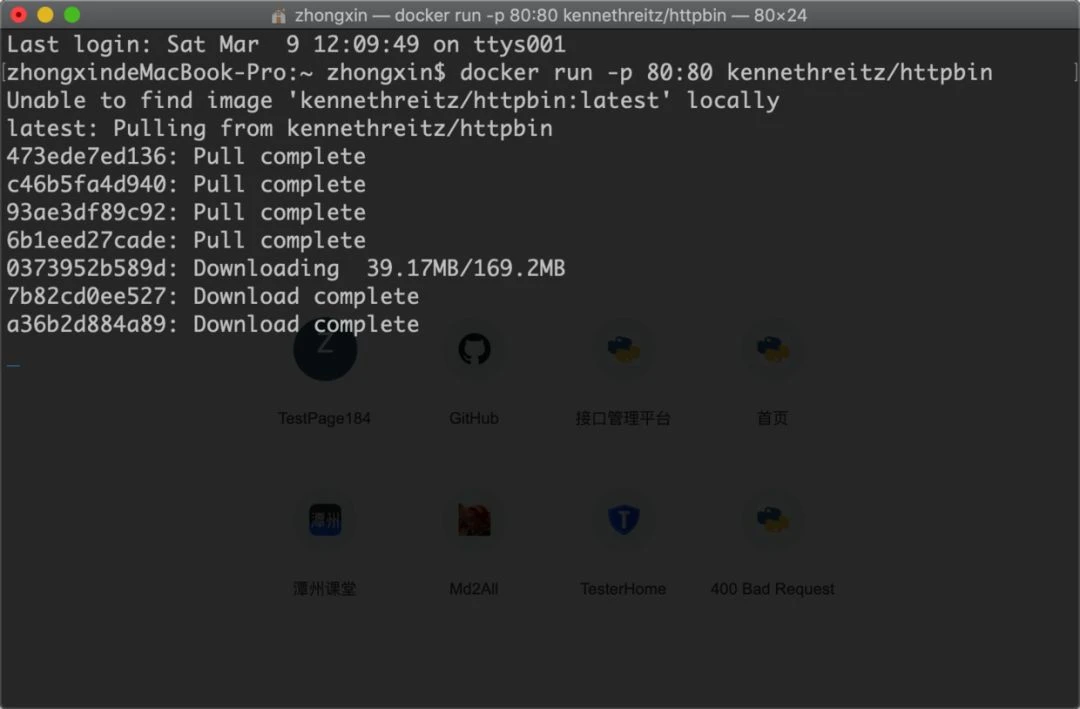 zhongxin — docker run -p 80:80 kennethreitz/httpbin — 80×24
Last login: Sat Mar  9 12:09:49 on ttys001
[zhongxindeMacBook-Pro:~ zhongxin$ docker run -p 80:80 kennethreitz/httpbin ]
Unable to find image 'kennethreitz/httpbin:latest' locally
latest: Pulling from kennethreitz/httpbin
473ede7ed136: Pull complete
c46b5fa4d940: Pull complete
93ae3df89c92: Pull complete
6b1eed27cade: Pull complete
0373952b589d: Downloading  39.17MB/169.2MB
7b82cd0ee527: Download complete
a36b2d884a89: Download complete
Z
TestPage184 GitHub 接口管理平台 首页
潭州 T
潭州课堂 Md2All TesterHome 400 Bad Request